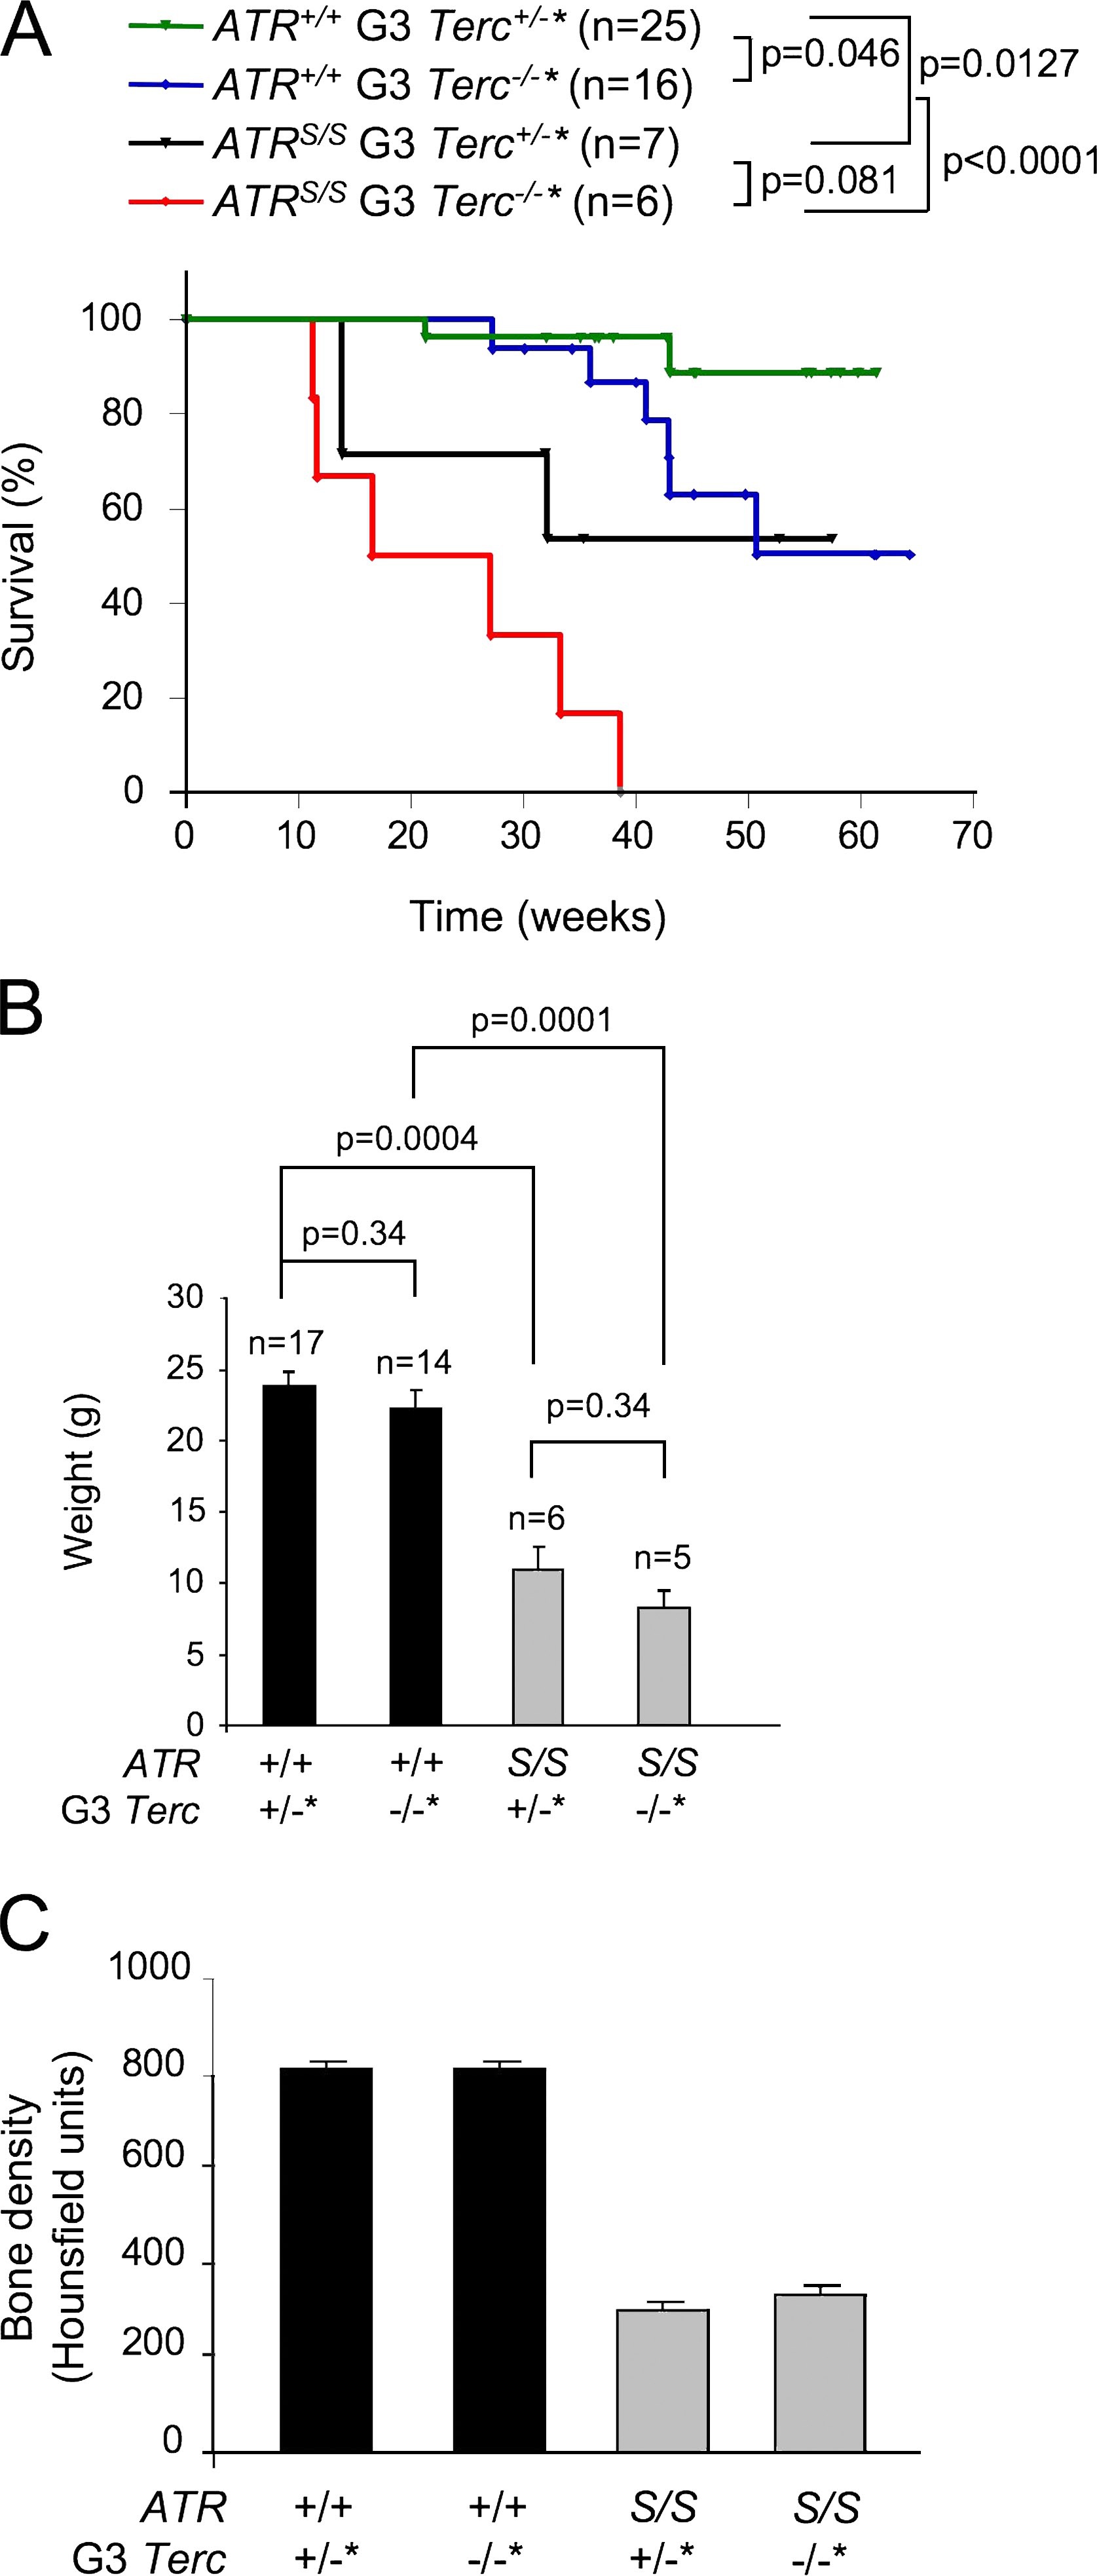 A
ATR+/+ G3 Terc+/-* (n=25)
ATR+/+ G3 Terc-/-* (n=16)
ATRS/S G3 Terc+/-* (n=7)
ATRS/S G3 Terc-/-* (n=6)
p=0.046
p=0.0127
p=0.081
p<0.0001
100
80
60
40
20
0
Survival (%)
0 10 20 30 40 50 60 70
Time (weeks)
B
p=0.0001
p=0.0004
p=0.34
p=0.34
n=17
n=14
n=6
n=5
30
25
20
15
10
5
0
Weight (g)
ATR +/+ +/+ S/S S/S
G3 Terc +/-* -/-* +/-* -/-*
C
1000
800
600
400
200
0
Bone density
(Hounsfield units)
ATR +/+ +/+ S/S S/S
G3 Terc +/-* -/-* +/-* -/-*